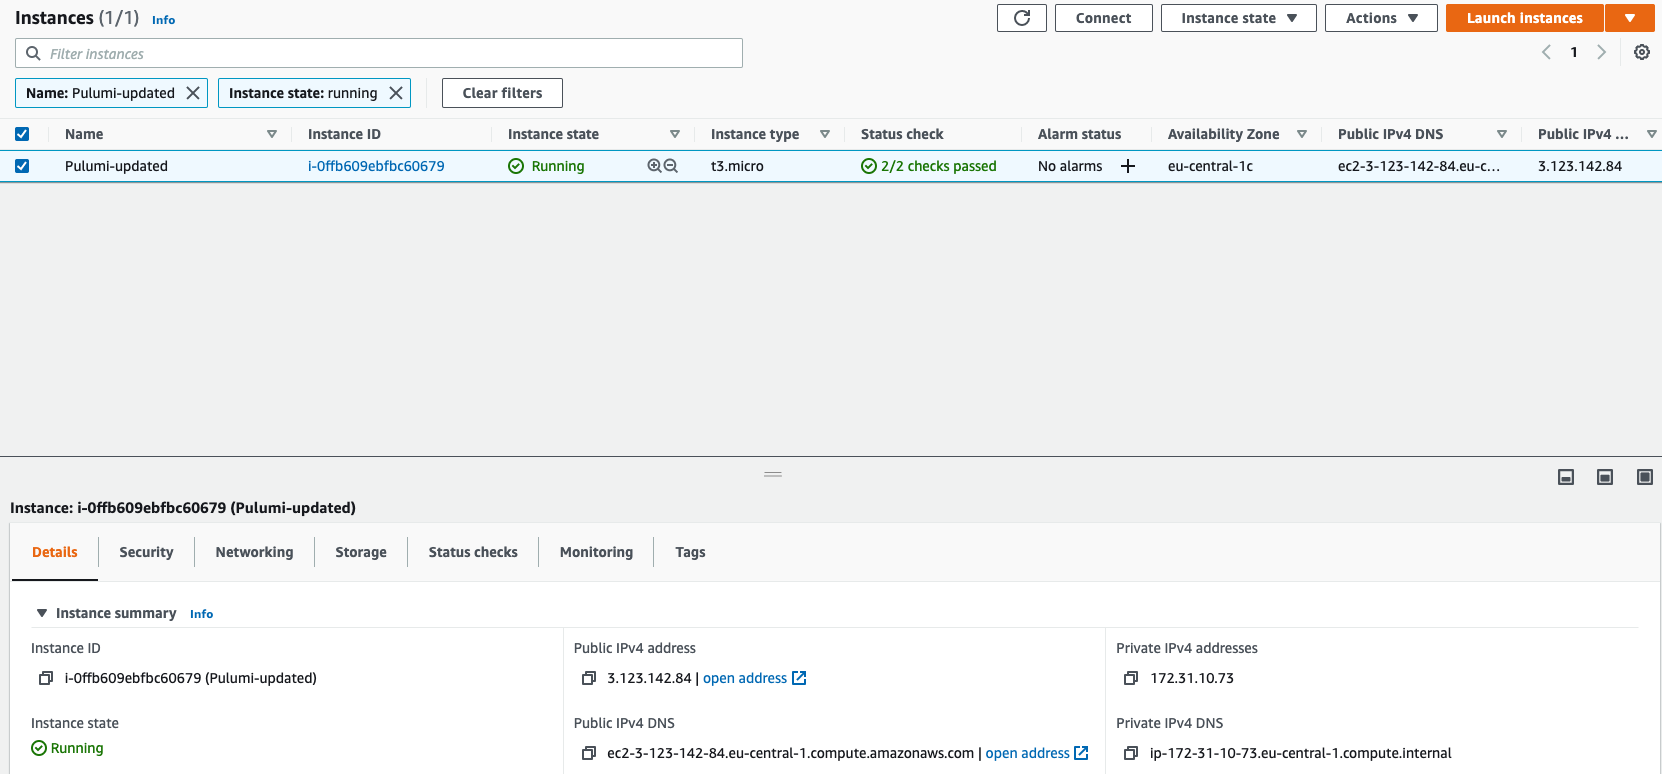 Instances (1/1) Info Connect Instance state Actions Launch instances
Filter instances 1
Name: Pulumi-updated Instance state: running Clear filters
Name Instance ID Instance state Instance type Status check Alarm status Availability Zone Public IPv4 DNS Public IPv4 ...
Pulumi-updated i-0ffb609ebfbc60679 Running t3.micro 2/2 checks passed No alarms + eu-central-1c ec2-3-123-142-84.eu-c... 3.123.142.84
Instance: i-0ffb609ebfbc60679 (Pulumi-updated)
Details Security Networking Storage Status checks Monitoring Tags
Instance summary Info
Instance ID Public IPv4 address Private IPv4 addresses
i-0ffb609ebfbc60679 (Pulumi-updated) 3.123.142.84 | open address 172.31.10.73
Instance state Public IPv4 DNS Private IPv4 DNS
Running ec2-3-123-142-84.eu-central-1.compute.amazonaws.com | open address ip-172-31-10-73.eu-central-1.compute.internal